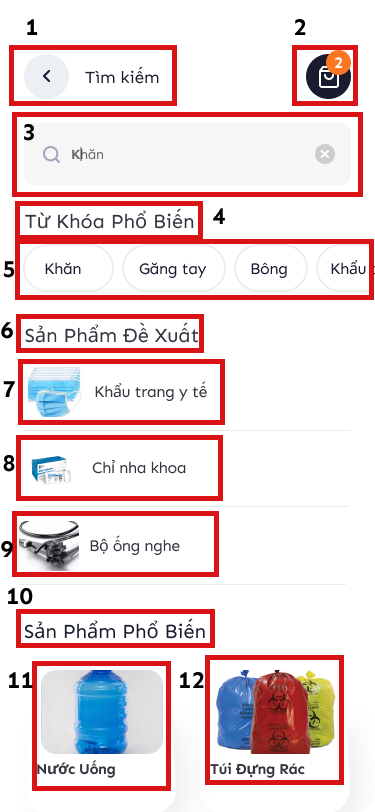 1
2
Tìm kiếm
2
3
Khăn
Từ Khóa Phổ Biến
4
5
Khăn
Găng tay
Bông
Khẩu t
6
Sản Phẩm Đề Xuất
7
Khẩu trang y tế
8
Chỉ nha khoa
9
Bộ ống nghe
10
Sản Phẩm Phổ Biến
11
12
Nước Uống
Túi Đựng Rác